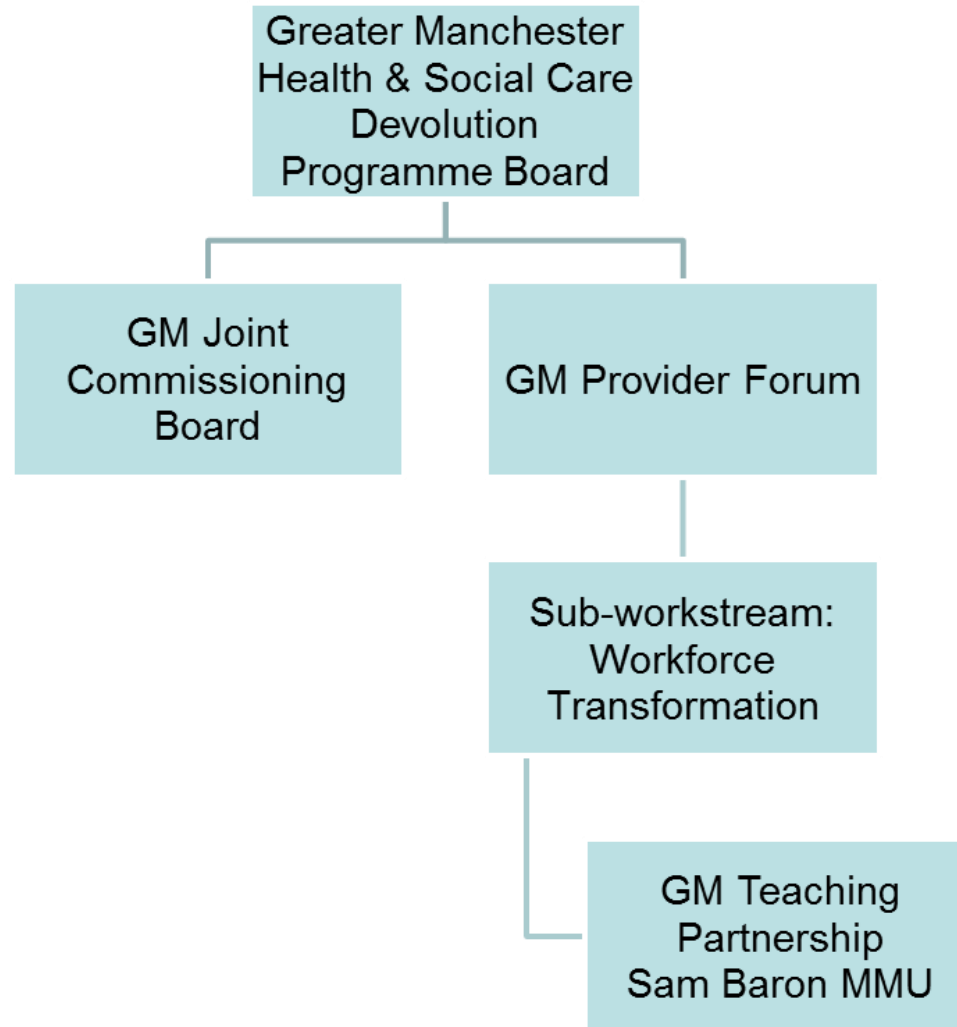 Greater Manchester
Health & Social Care
Devolution
Programme Board
GM Joint
Commissioning
Board
GM Provider Forum
Sub-workstream:
Workforce
Transformation
GM Teaching
Partnership
Sam Baron MMU